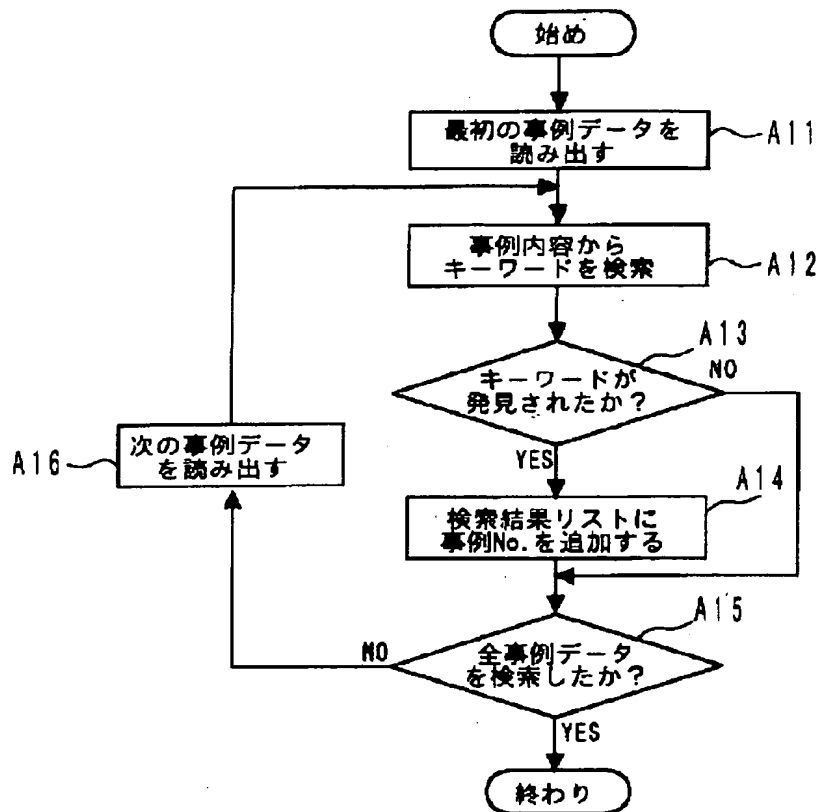 始め
最初の事例データを
読み出す
A11
事例内容から
キーワードを検索
A12
A13
キーワードが
発見されたか？
NO
YES
A14
検索結果リストに
事例No.を追加する
A16
次の事例データ
を読み出す
A15
全事例データ
を検索したか？
NO
YES
終わり